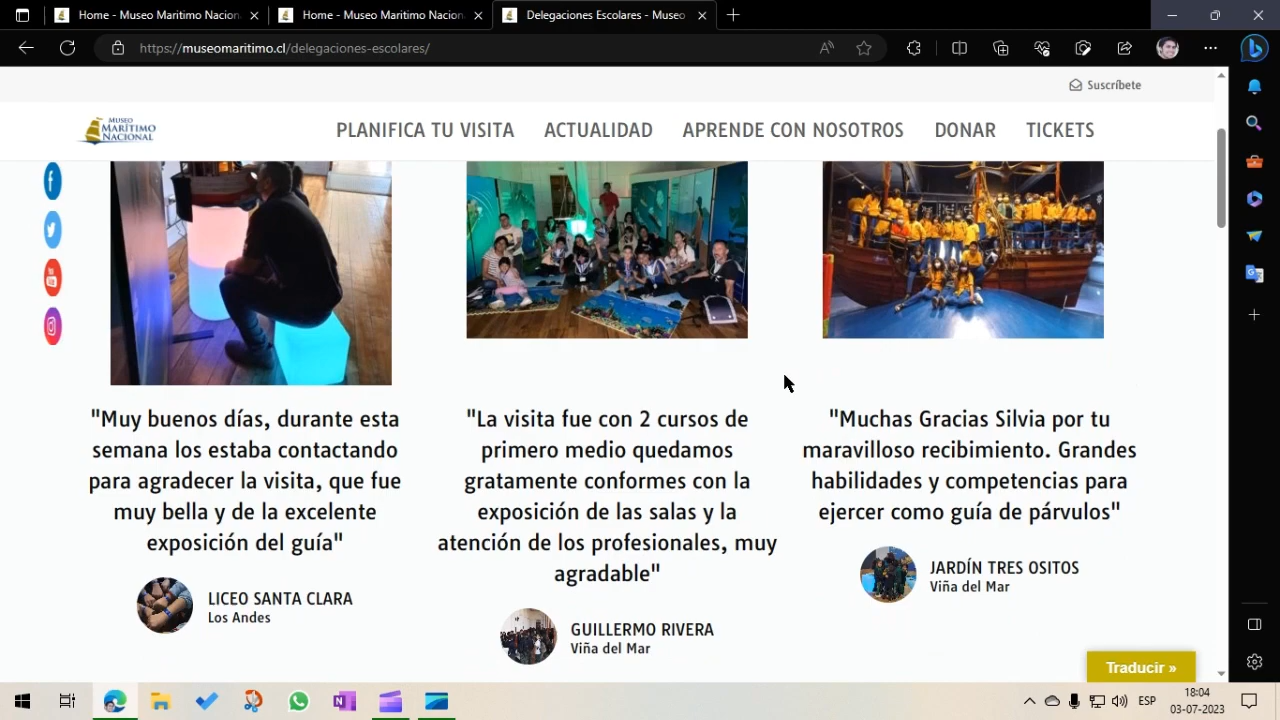 Home - Museo Maritimo Nacion
Home - Museo Maritimo Nacion
Delegaciones Escolares - Museo
https://museomaritimo.cl/delegaciones-escolares/
Suscríbete
MUSEO
MARÍTIMO
NACIONAL
PLANIFICA TU VISITA
ACTUALIDAD
APRENDE CON NOSOTROS
DONAR
TICKETS
"Muy buenos días, durante esta
semana los estaba contactando
para agradecer la visita, que fue
muy bella y de la excelente
exposición del guía"
LICEO SANTA CLARA
Los Andes
"La visita fue con 2 cursos de
primero medio quedamos
gratamente conformes con la
exposición de las salas y la
atención de los profesionales, muy
agradable"
GUILLERMO RIVERA
Viña del Mar
"Muchas Gracias Silvia por tu
maravilloso recibimiento. Grandes
habilidades y competencias para
ejercer como guía de párvulos"
JARDÍN TRES OSITOS
Viña del Mar
Traducir »
ESP
18:04
03-07-2023